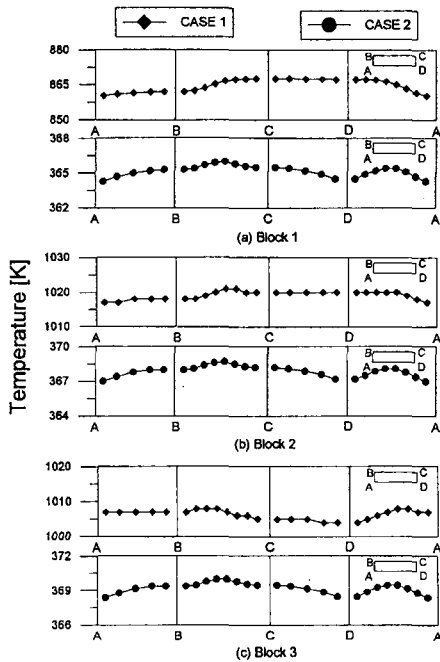 CASE 1 CASE 2
Temperature [K]
880
865
850
B C
A D
A B C D A
368
365
362
B C
A D
A B C D A
(a) Block 1
1030
1020
1010
B C
A D
A B C D A
370
367
364
B C
A D
A B C D A
(b) Block 2
1020
1010
1000
B C
A D
A B C D A
372
369
366
B C
A D
A B C D A
(c) Block 3